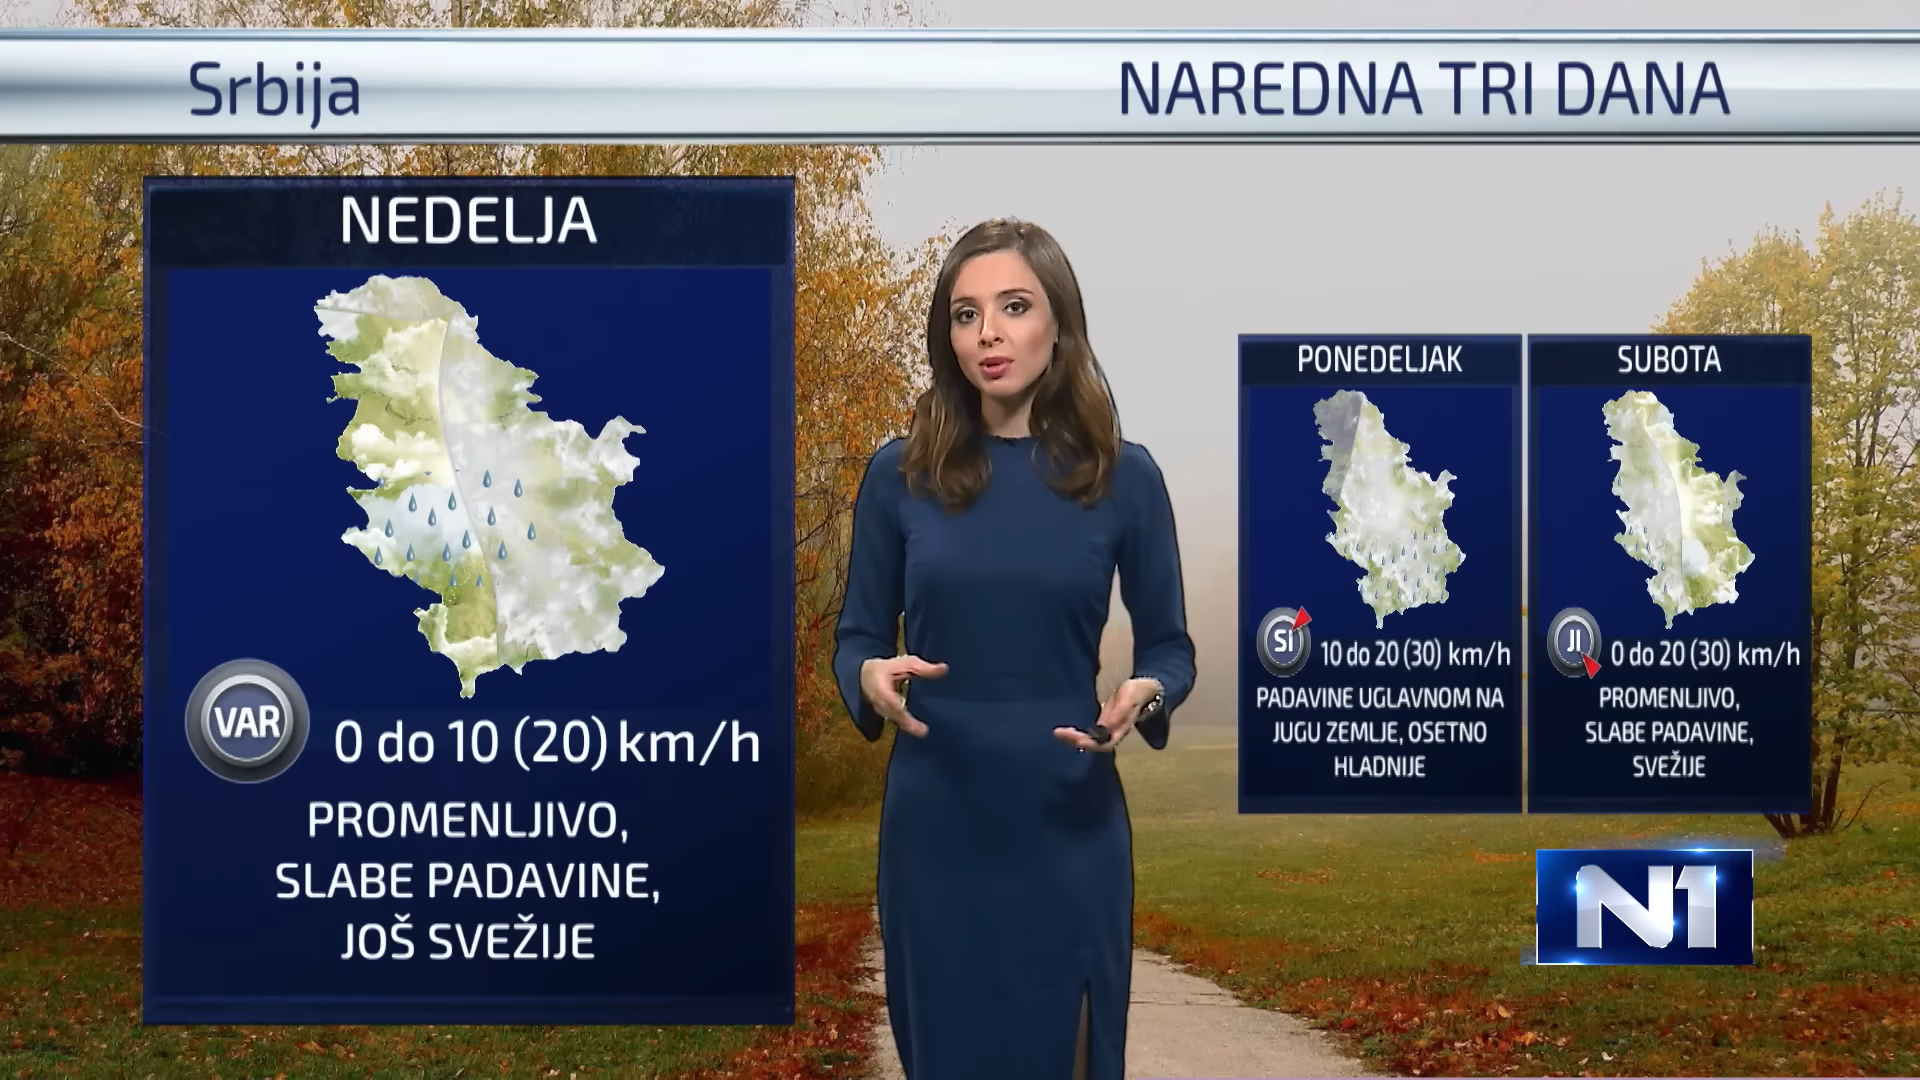 Srbija
NAREDNA TRI DANA
NEDELJA
VAR
0 do 10 (20) km/h
PROMENLJIVO,
SLABE PADAVINE,
JOŠ SVEŽIJE
PONEDELJAK
SI
10 do 20 (30) km/h
PADAVINE UGLAVNOM NA
JUGU ZEMLJE, OSETNO
HLADNIJE
SUBOTA
JI
0 do 20 (30) km/h
PROMENLJIVO,
SLABE PADAVINE,
SVEŽIJE
N1